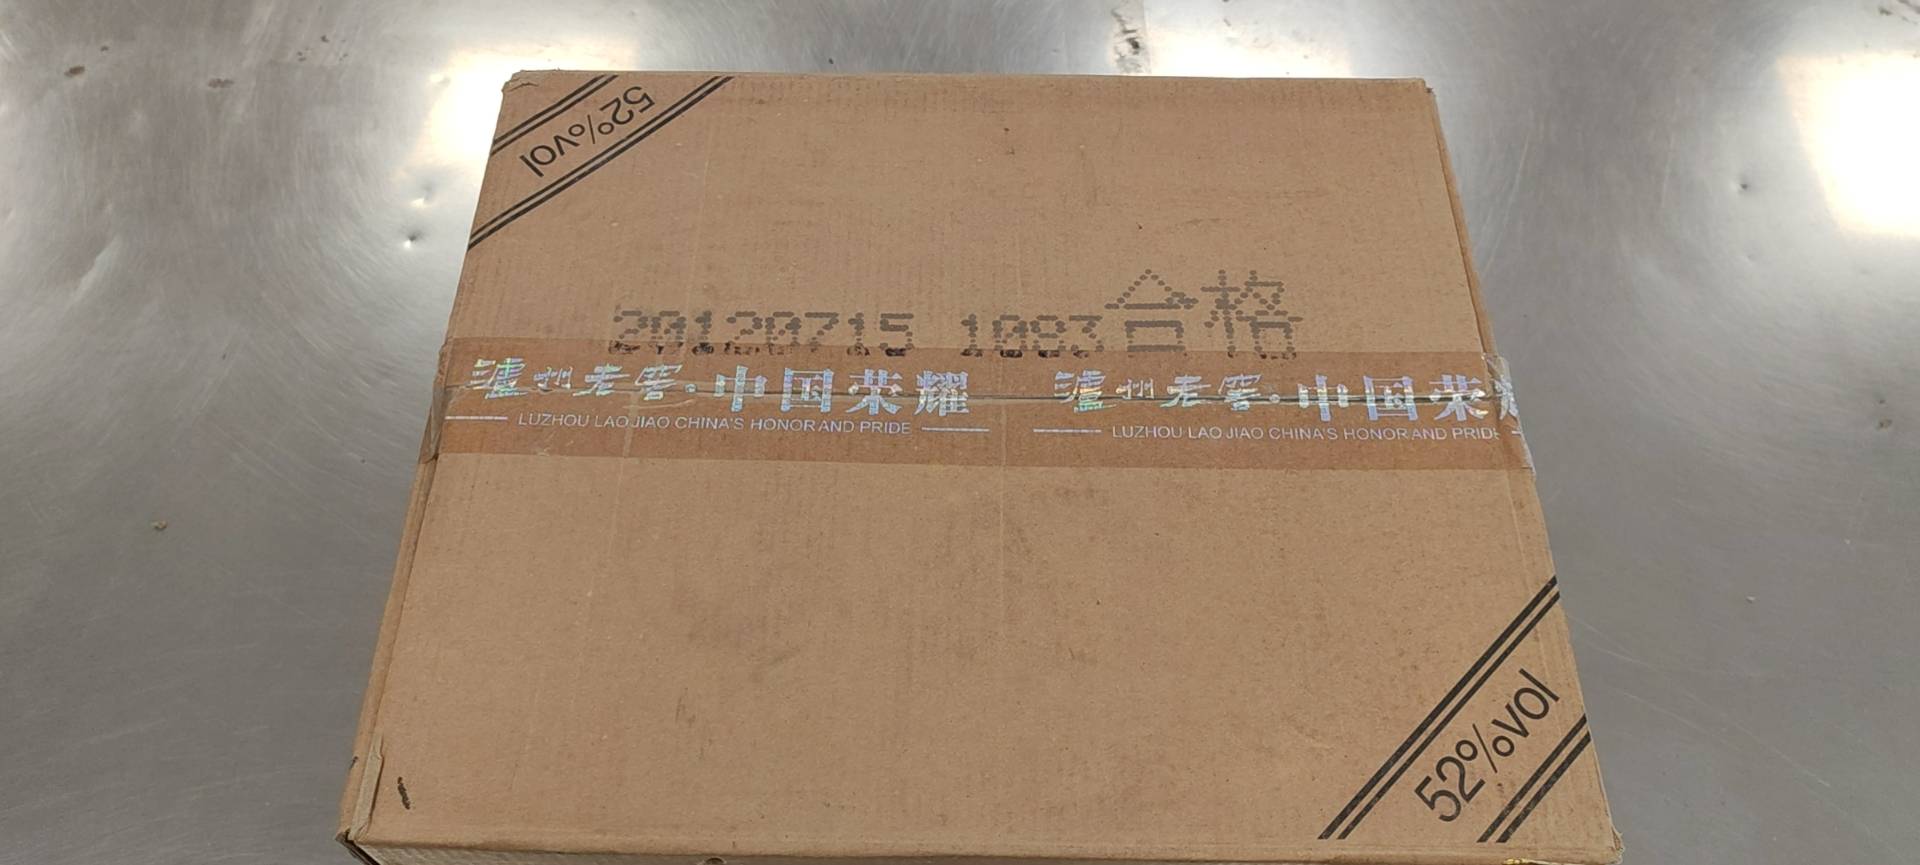 52%vol
20120715 1083合格
泸州老窖·中国荣耀 泸州老窖·中国荣
LUZHOU LAO JIAO CHINA'S HONOR AND PRIDE LUZHOU LAO JIAO CHINA'S HONOR AND PRIDE
52%vol